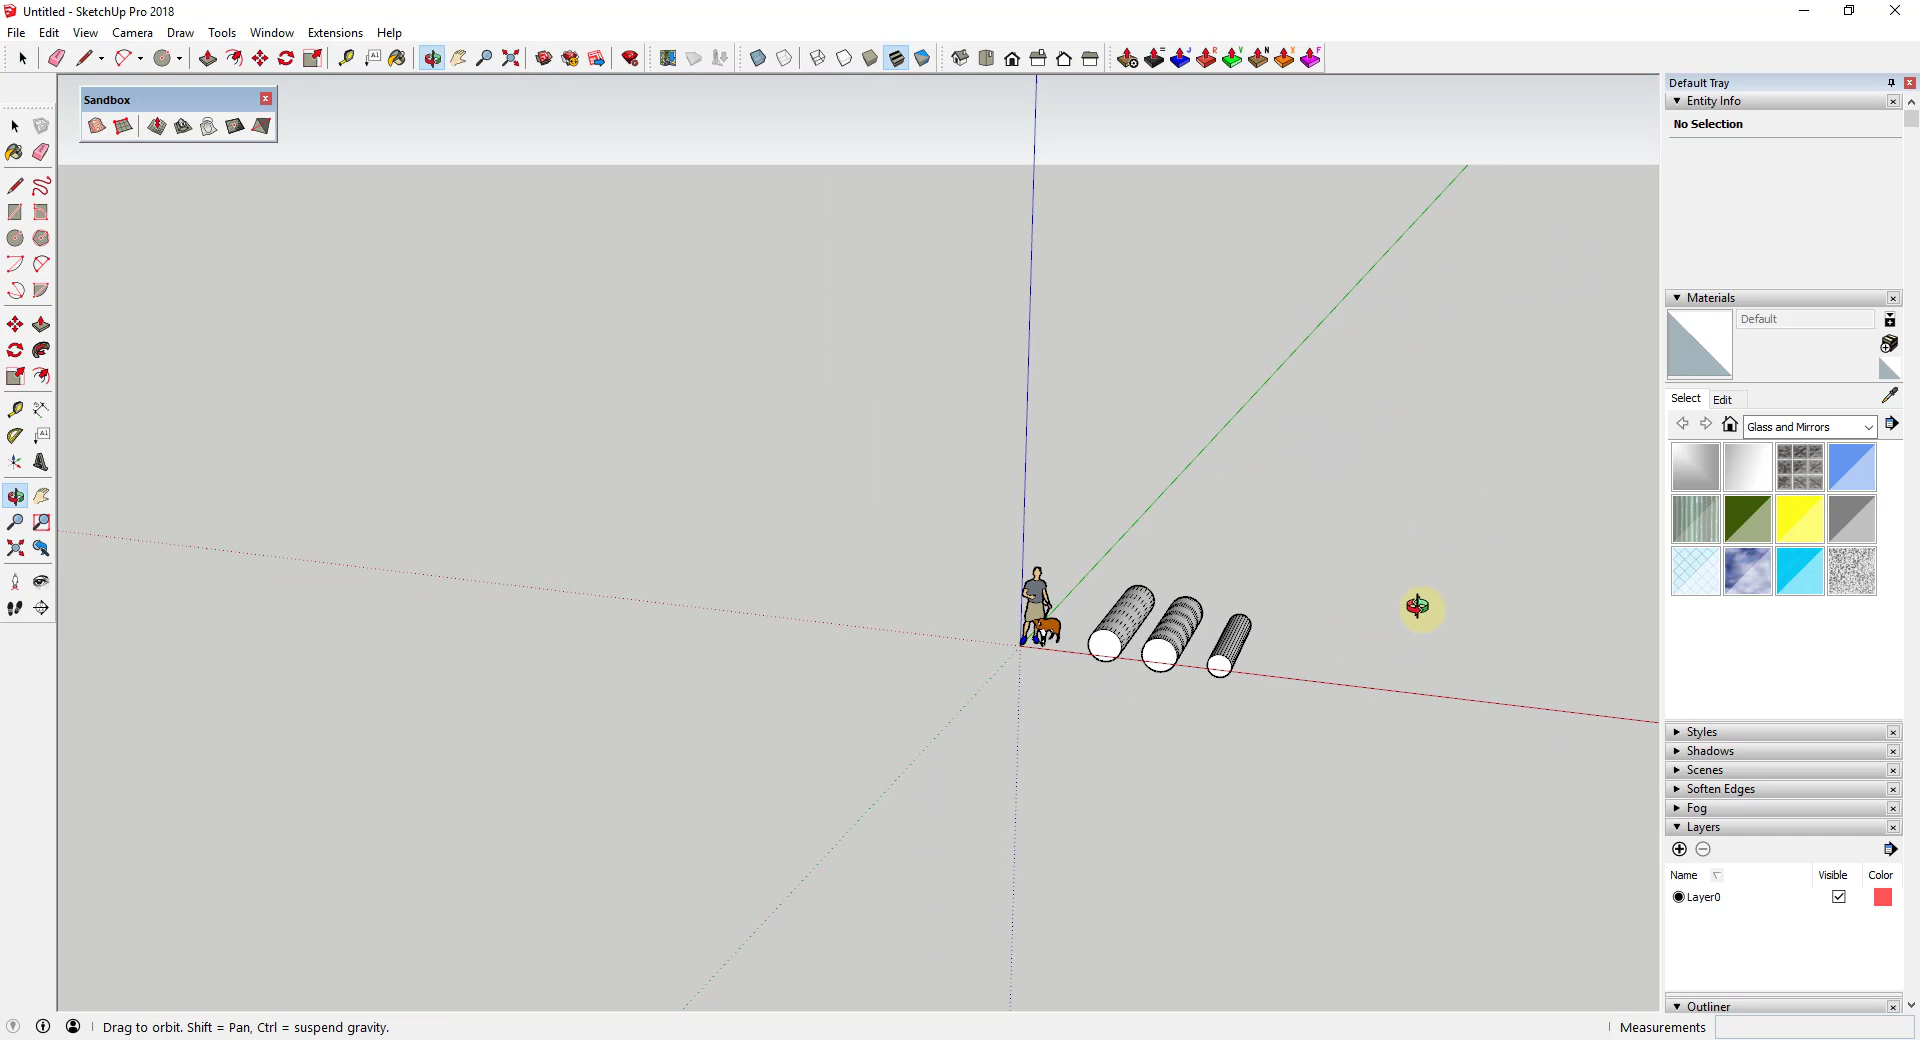 Untitled - SketchUp Pro 2018
File Edit View Camera Draw Tools Window Extensions Help
Sandbox
Default Tray
Entity Info
No Selection
Materials
Default
Select Edit
Glass and Mirrors
Styles
Shadows
Scenes
Soften Edges
Fog
Layers
Name Visible Color
Layer0
Outliner
Drag to orbit. Shift = Pan, Ctrl = suspend gravity.
Measurements